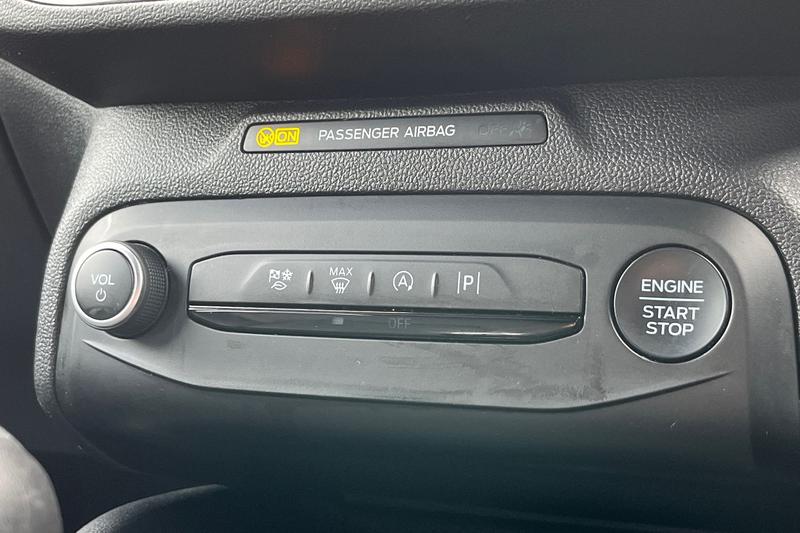 ON PASSENGER AIRBAG OFF
VOL
MAX
A
P
OFF
ENGINE
START
STOP